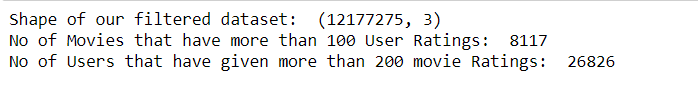 Shape of our filtered dataset:  (12177275, 3)
No of Movies that have more than 100 User Ratings:  8117
No of Users that have given more than 200 movie Ratings:  26826